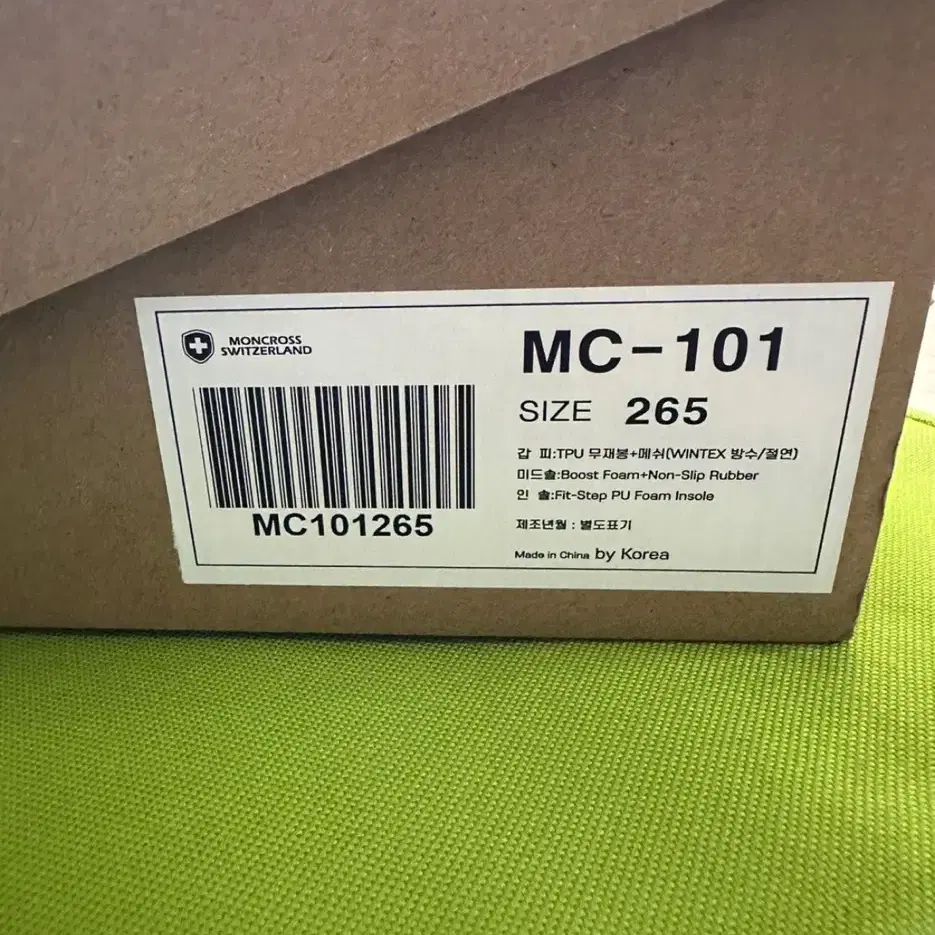 MONCROSS
SWITZERLAND
MC101265
MC-101
SIZE 265
갑 피:TPU 무재봉+메쉬(WINTEX 방수/절연)
미드솔:Boost Foam+Non-Slip Rubber
인 솔:Fit-Step PU Foam Insole
제조년월 : 별도표기
Made in China by Korea